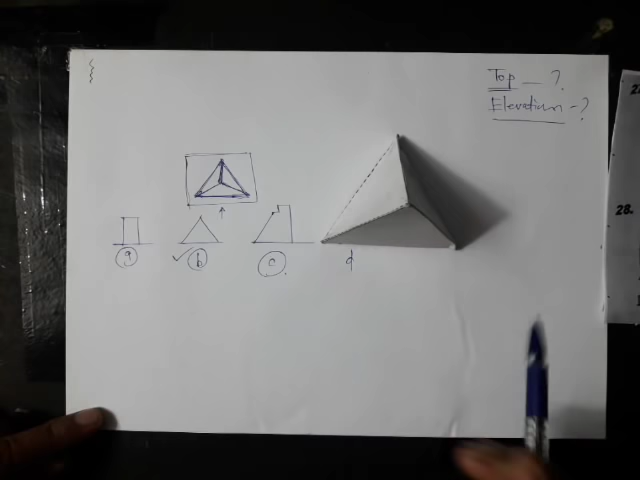 Top — ?
Elevation - ?
a
✓ b
c
d
28.